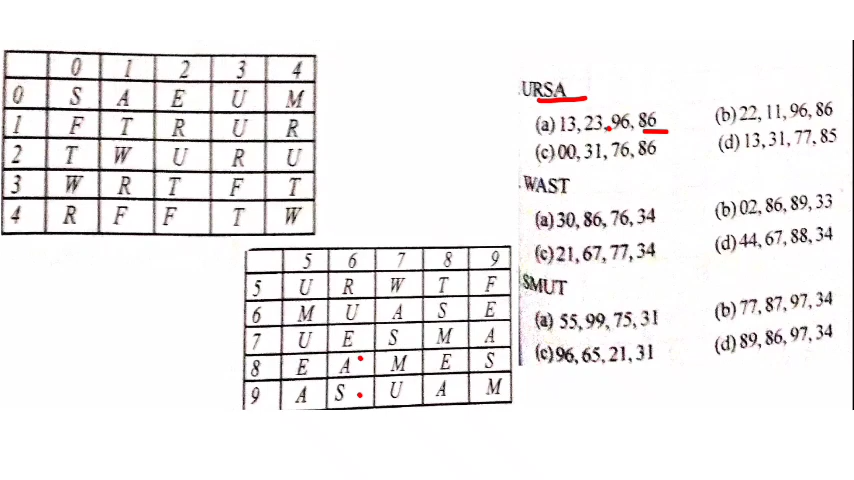 0 1 2 3 4
0 S A E U M
1 F T R U R
2 T W U R U
3 W R T F T
4 R F F T W
5 6 7 8 9
5 U R W T F
6 M U A S E
7 U E S M A
8 E A M E S
9 A S U A M
.URSA
(a) 13, 23, 96, 86 (b) 22, 11, 96, 86
(c) 00, 31, 76, 86 (d) 13, 31, 77, 85
.WAST
(a) 30, 86, 76, 34 (b) 02, 86, 89, 33
(c) 21, 67, 77, 34 (d) 44, 67, 88, 34
SMUT
(a) 55, 99, 75, 31 (b) 77, 87, 97, 34
(c) 96, 65, 21, 31 (d) 89, 86, 97, 34